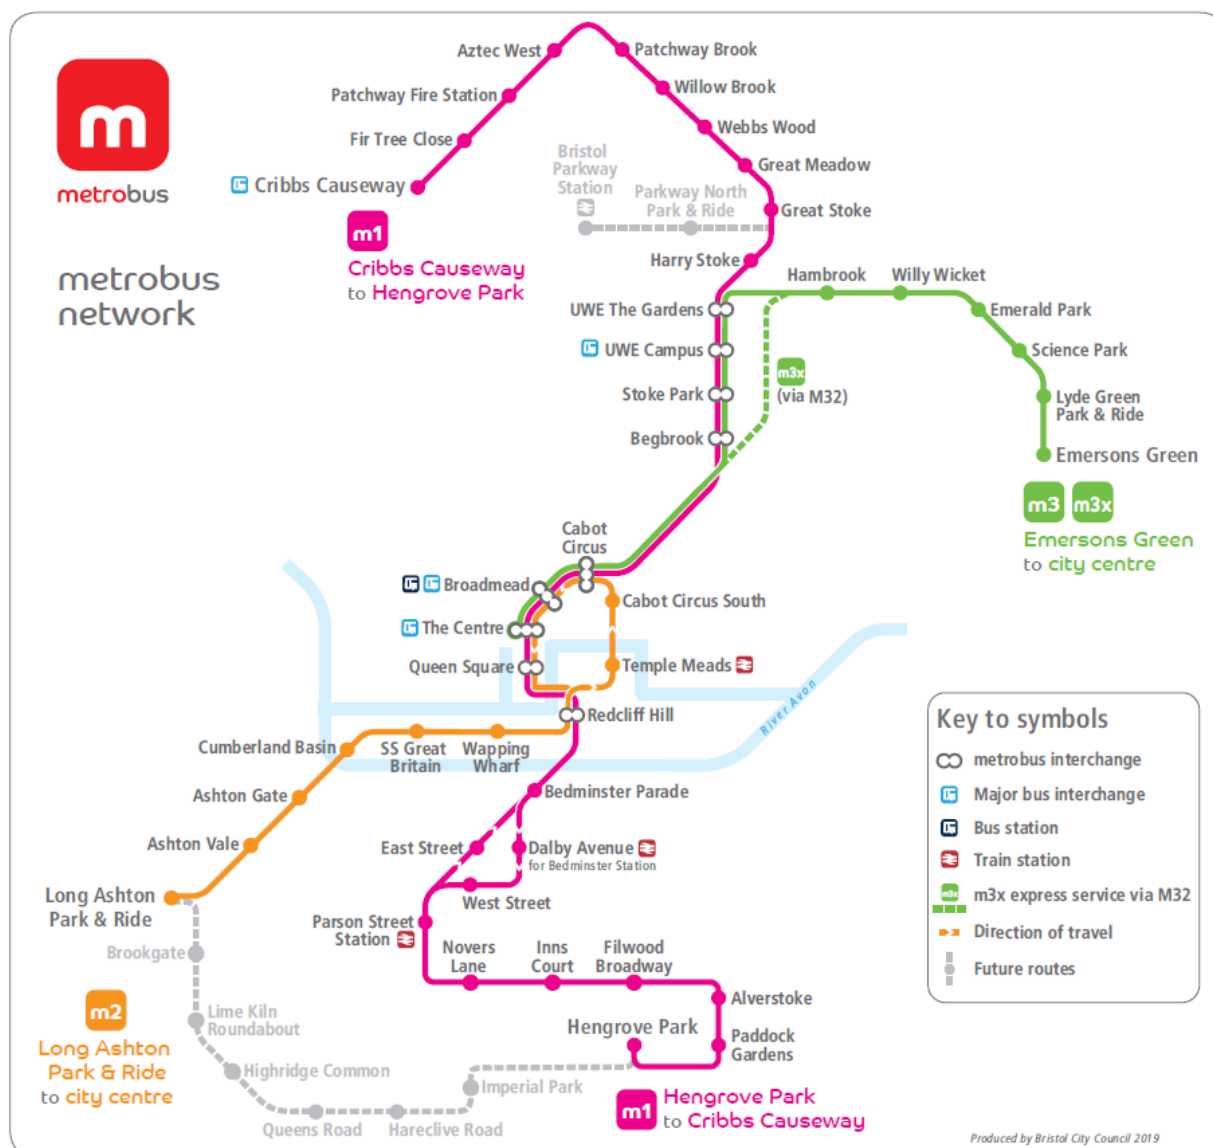 m
metrobus
metrobus
network
Aztec West
Patchway Brook
Patchway Fire Station
Willow Brook
Fir Tree Close
Webbs Wood
Cribbs Causeway
Great Meadow
Bristol
Parkway
Station
Parkway North
Park & Ride
Great Stoke
m1
Cribbs Causeway
to Hengrove Park
Harry Stoke
Hambrook
Willy Wicket
UWE The Gardens
Emerald Park
UWE Campus
Science Park
m3x
(via M32)
Stoke Park
Lyde Green
Park & Ride
Begbrook
Emersons Green
m3
m3x
Emersons Green
to city centre
Cabot
Circus
Broadmead
Cabot Circus South
The Centre
Queen Square
Temple Meads
Redcliff Hill
River Avon
Cumberland Basin
SS Great
Britain
Wapping
Wharf
Ashton Gate
Bedminster Parade
Ashton Vale
East Street
Dalby Avenue
for Bedminster Station
Long Ashton
Park & Ride
West Street
Parson Street
Station
Brookgate
Novers
Lane
Inns
Court
Filwood
Broadway
Alverstoke
Lime Kiln
Roundabout
Hengrove Park
Paddock
Gardens
m2
Long Ashton
Park & Ride
to city centre
Highridge Common
Imperial Park
Queens Road
Hareclive Road
m1
Hengrove Park
to Cribbs Causeway
Key to symbols
metrobus interchange
Major bus interchange
Bus station
Train station
m3x
m3x express service via M32
Direction of travel
Future routes
Produced by Bristol City Council 2019